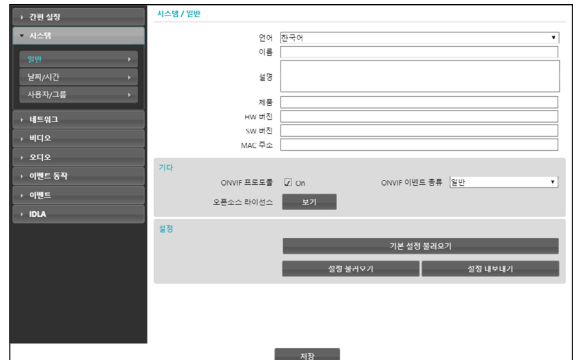 간편 설정
시스템
일반
날짜/시간
사용자/그룹
네트워크
비디오
오디오
이벤트 동작
이벤트
IDLA
시스템 / 일반
언어 한국어
이름
설명
제품
HW 버전
SW 버전
MAC 주소
기타
ONVIF 프로토콜 On ONVIF 이벤트 종류 일반
오픈소스 라이선스 보기
설정
기본 설정 불러오기
설정 불러오기 설정 내보내기
저장